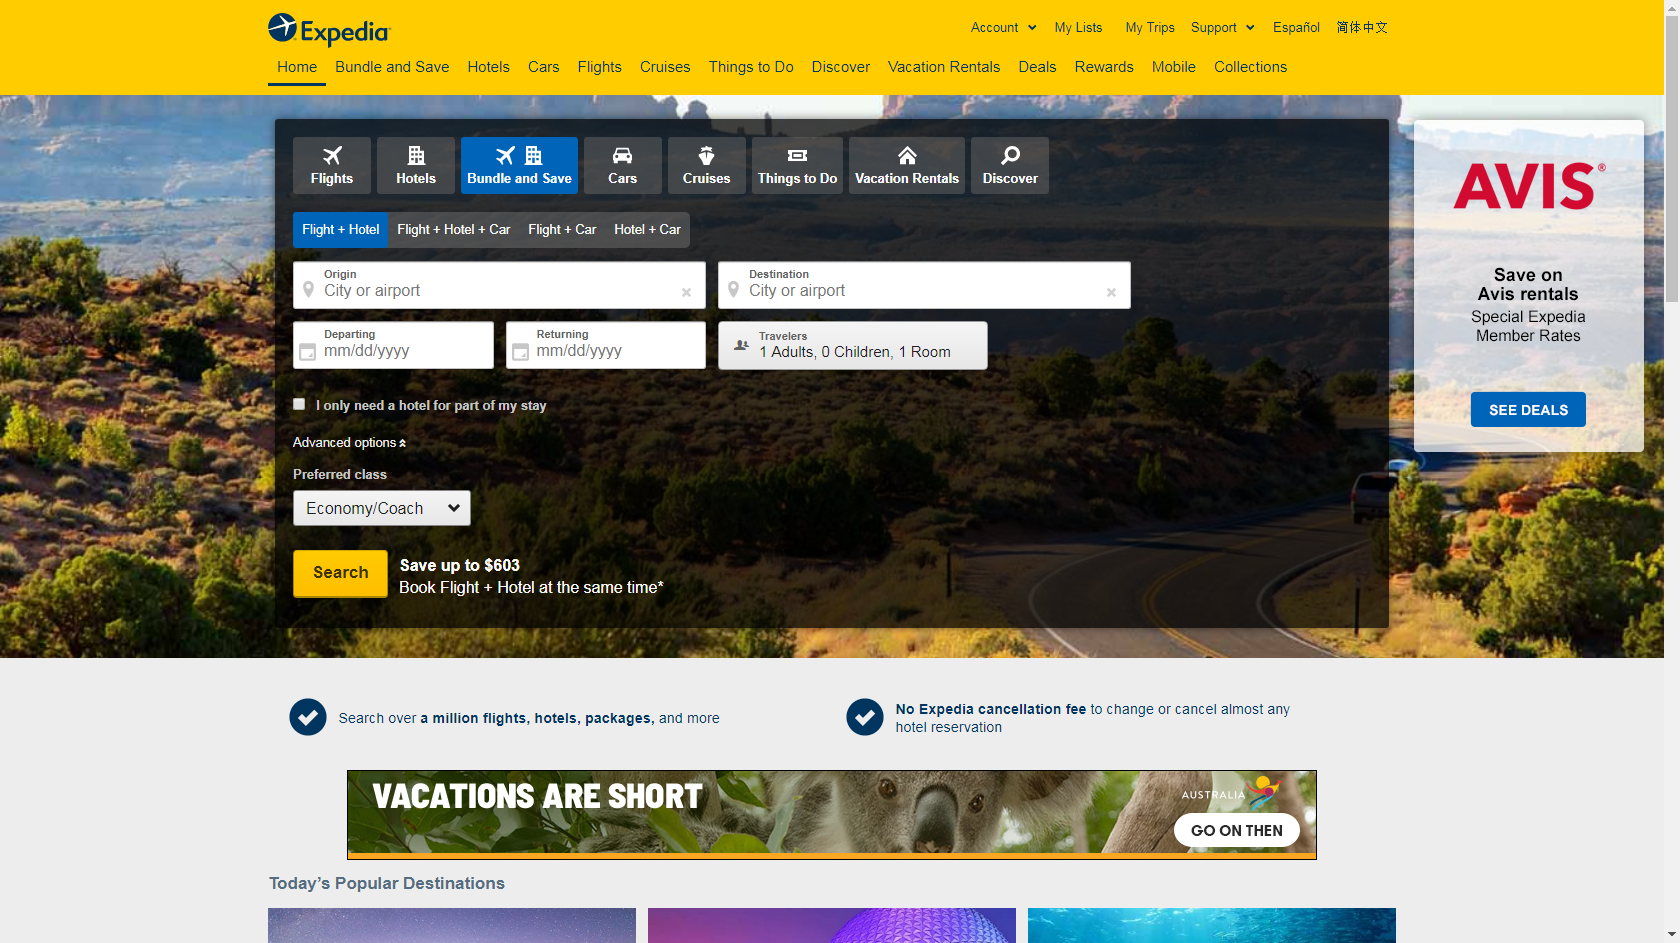 Expedia
Account
My Lists
My Trips
Support
Español
简体中文
Home
Bundle and Save
Hotels
Cars
Flights
Cruises
Things to Do
Discover
Vacation Rentals
Deals
Rewards
Mobile
Collections
Flights
Hotels
Bundle and Save
Cars
Cruises
Things to Do
Vacation Rentals
Discover
Flight + Hotel
Flight + Hotel + Car
Flight + Car
Hotel + Car
Origin
City or airport
Destination
City or airport
Departing
mm/dd/yyyy
Returning
mm/dd/yyyy
Travelers
1 Adults, 0 Children, 1 Room
I only need a hotel for part of my stay
Advanced options
Preferred class
Economy/Coach
Search
Save up to $603
Book Flight + Hotel at the same time*
AVIS®
Save on
Avis rentals
Special Expedia
Member Rates
SEE DEALS
Search over a million flights, hotels, packages, and more
No Expedia cancellation fee to change or cancel almost any
hotel reservation
VACATIONS ARE SHORT
AUSTRALIA
GO ON THEN
Today's Popular Destinations